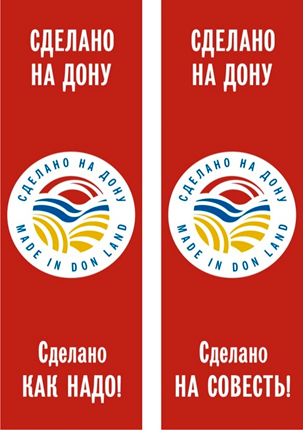 СДЕЛАНО
НА ДОНУ
СДЕЛАНО НА ДОНУ
MADE IN DON LAND
Сделано
КАК НАДО!
СДЕЛАНО
НА ДОНУ
СДЕЛАНО НА ДОНУ
MADE IN DON LAND
Сделано
НА СОВЕСТЬ!